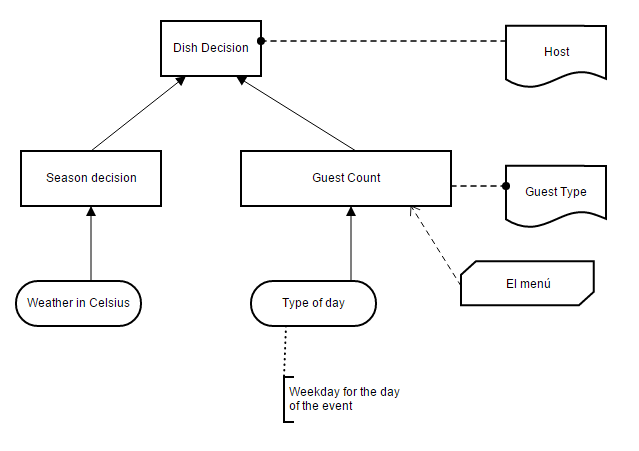 Dish Decision
Host
Season decision
Guest Count
Guest Type
Weather in Celsius
Type of day
El menú
Weekday for the day
of the event